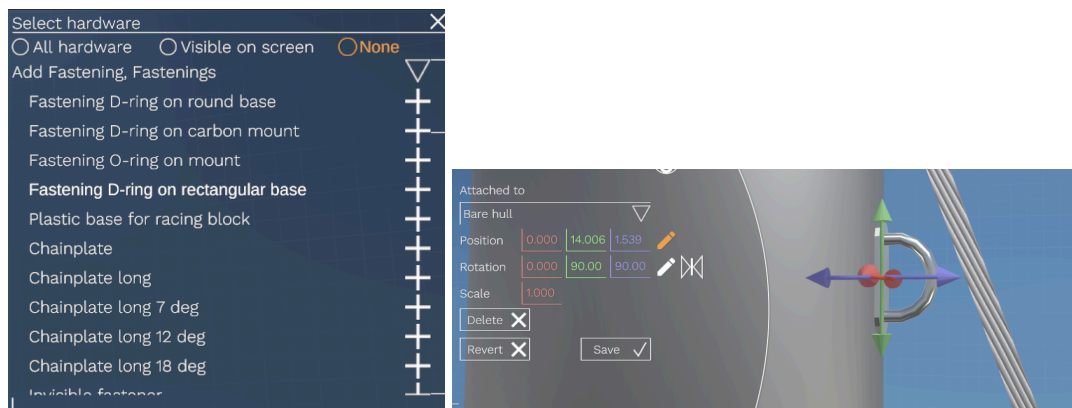 Select hardware
All hardware Visible on screen None
Add Fastening, Fastenings
Fastening D-ring on round base
Fastening D-ring on carbon mount
Fastening O-ring on mount
Fastening D-ring on rectangular base
Plastic base for racing block
Chainplate
Chainplate long
Chainplate long 7 deg
Chainplate long 12 deg
Chainplate long 18 deg
Invisible fastener
Attached to
Bare hull
Position 0.000 14.006 1.539
Rotation 0.000 90.00 90.00
Scale 1.000
Delete
Revert Save